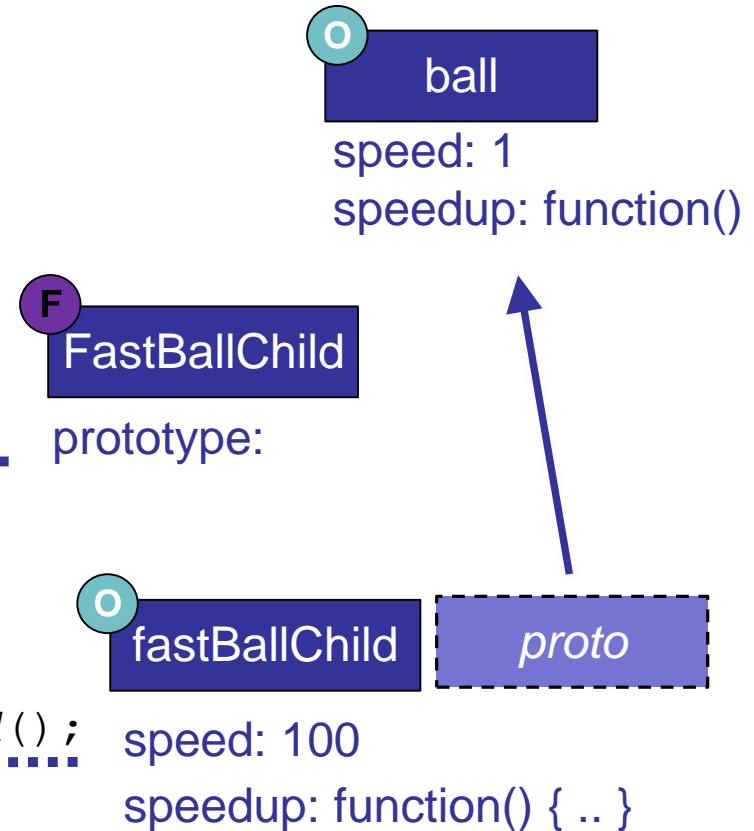 O
ball
speed: 1
speedup: function()
F
FastBallChild
prototype:
O
fastBallChild
proto
();
speed: 100
speedup: function() { .. }